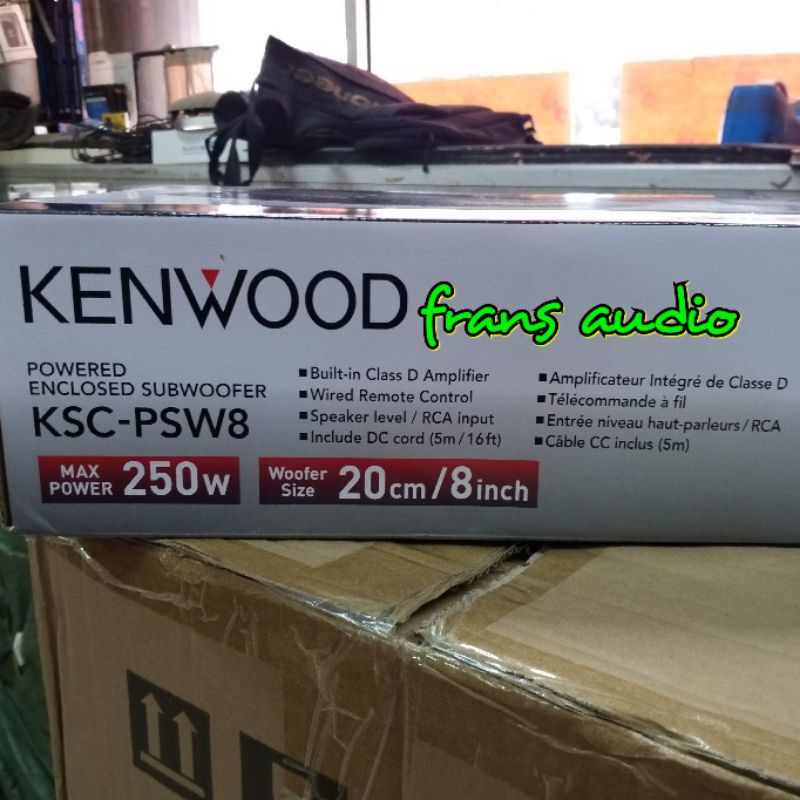 Pioneer
KENWOOD
frans audio
POWERED
ENCLOSED SUBWOOFER
KSC-PSW8
MAX
POWER 250W
Woofer
Size 20cm/8inch
■Built-in Class D Amplifier
■Wired Remote Control
■Speaker level / RCA input
■Include DC cord (5m/16ft)
■Amplificateur Intégré de Classe D
■Télécommande à fil
■Entrée niveau haut-parleurs/RCA
■Câble CC inclus (5m)